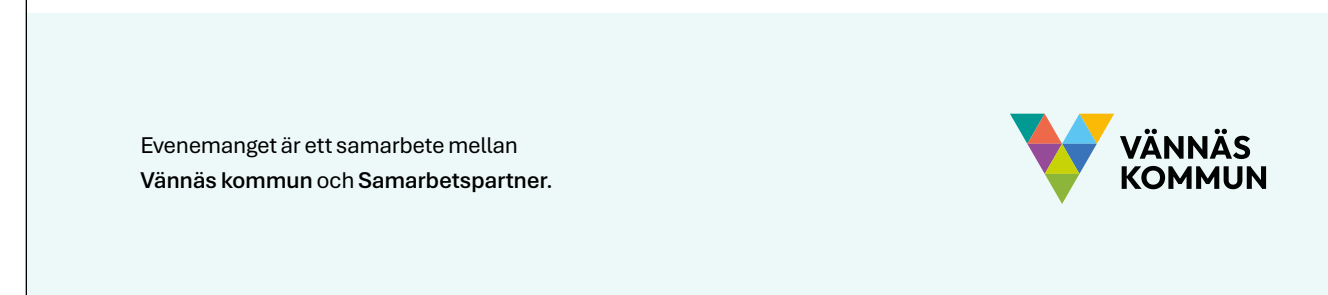 Evenemanget är ett samarbete mellan
Vännäs kommun och Samarbetspartner.
VÄNNÄS
KOMMUN